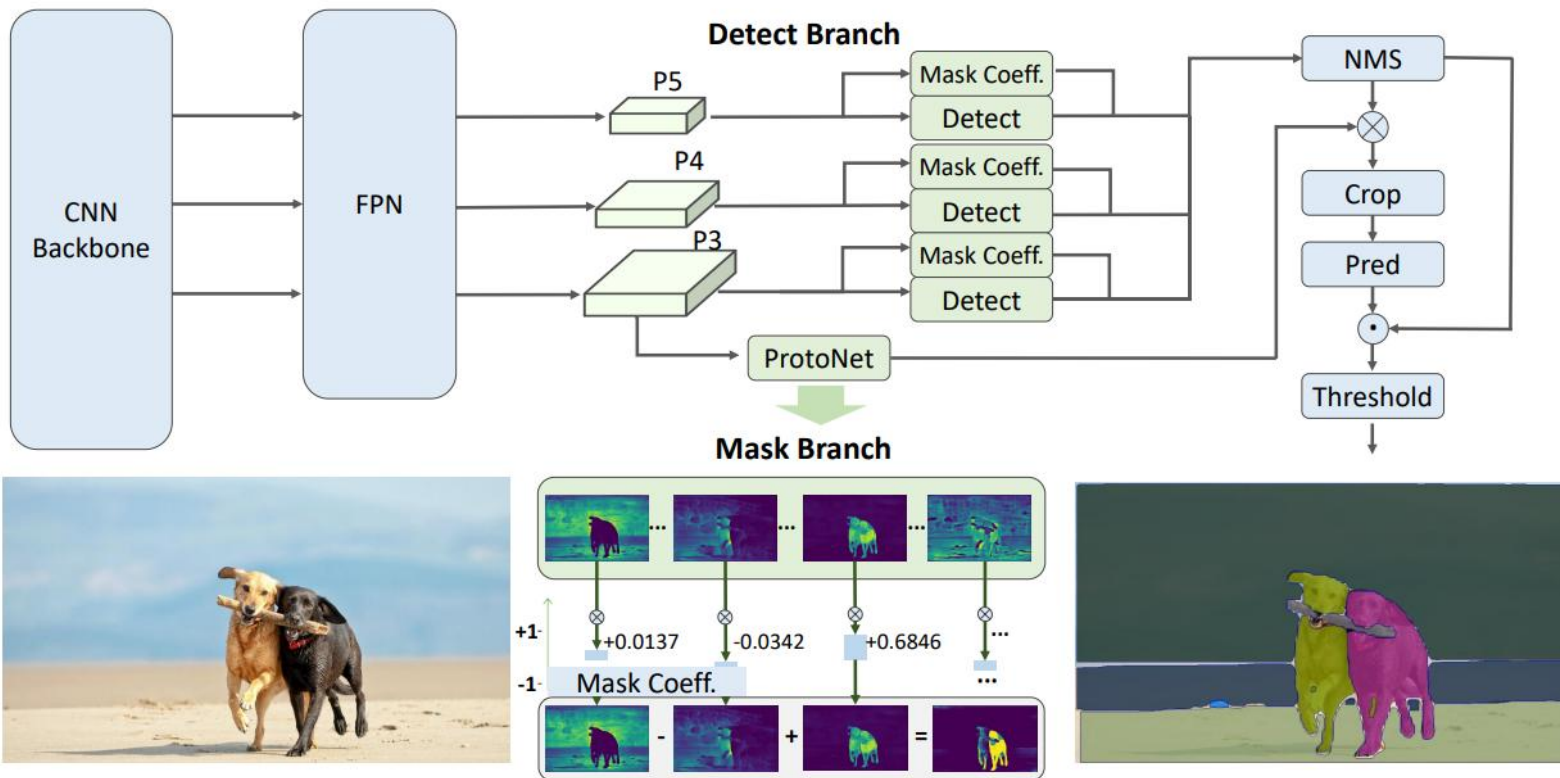 Detect Branch
CNN
Backbone
FPN
P5
P4
P3
Mask Coeff.
Detect
Mask Coeff.
Detect
Mask Coeff.
Detect
ProtoNet
NMS
Crop
Pred
Threshold
Mask Branch
... ... ...
+1-
+0.0137
-0.0342
+0.6846
...
-1-
Mask Coeff.
...
- + =